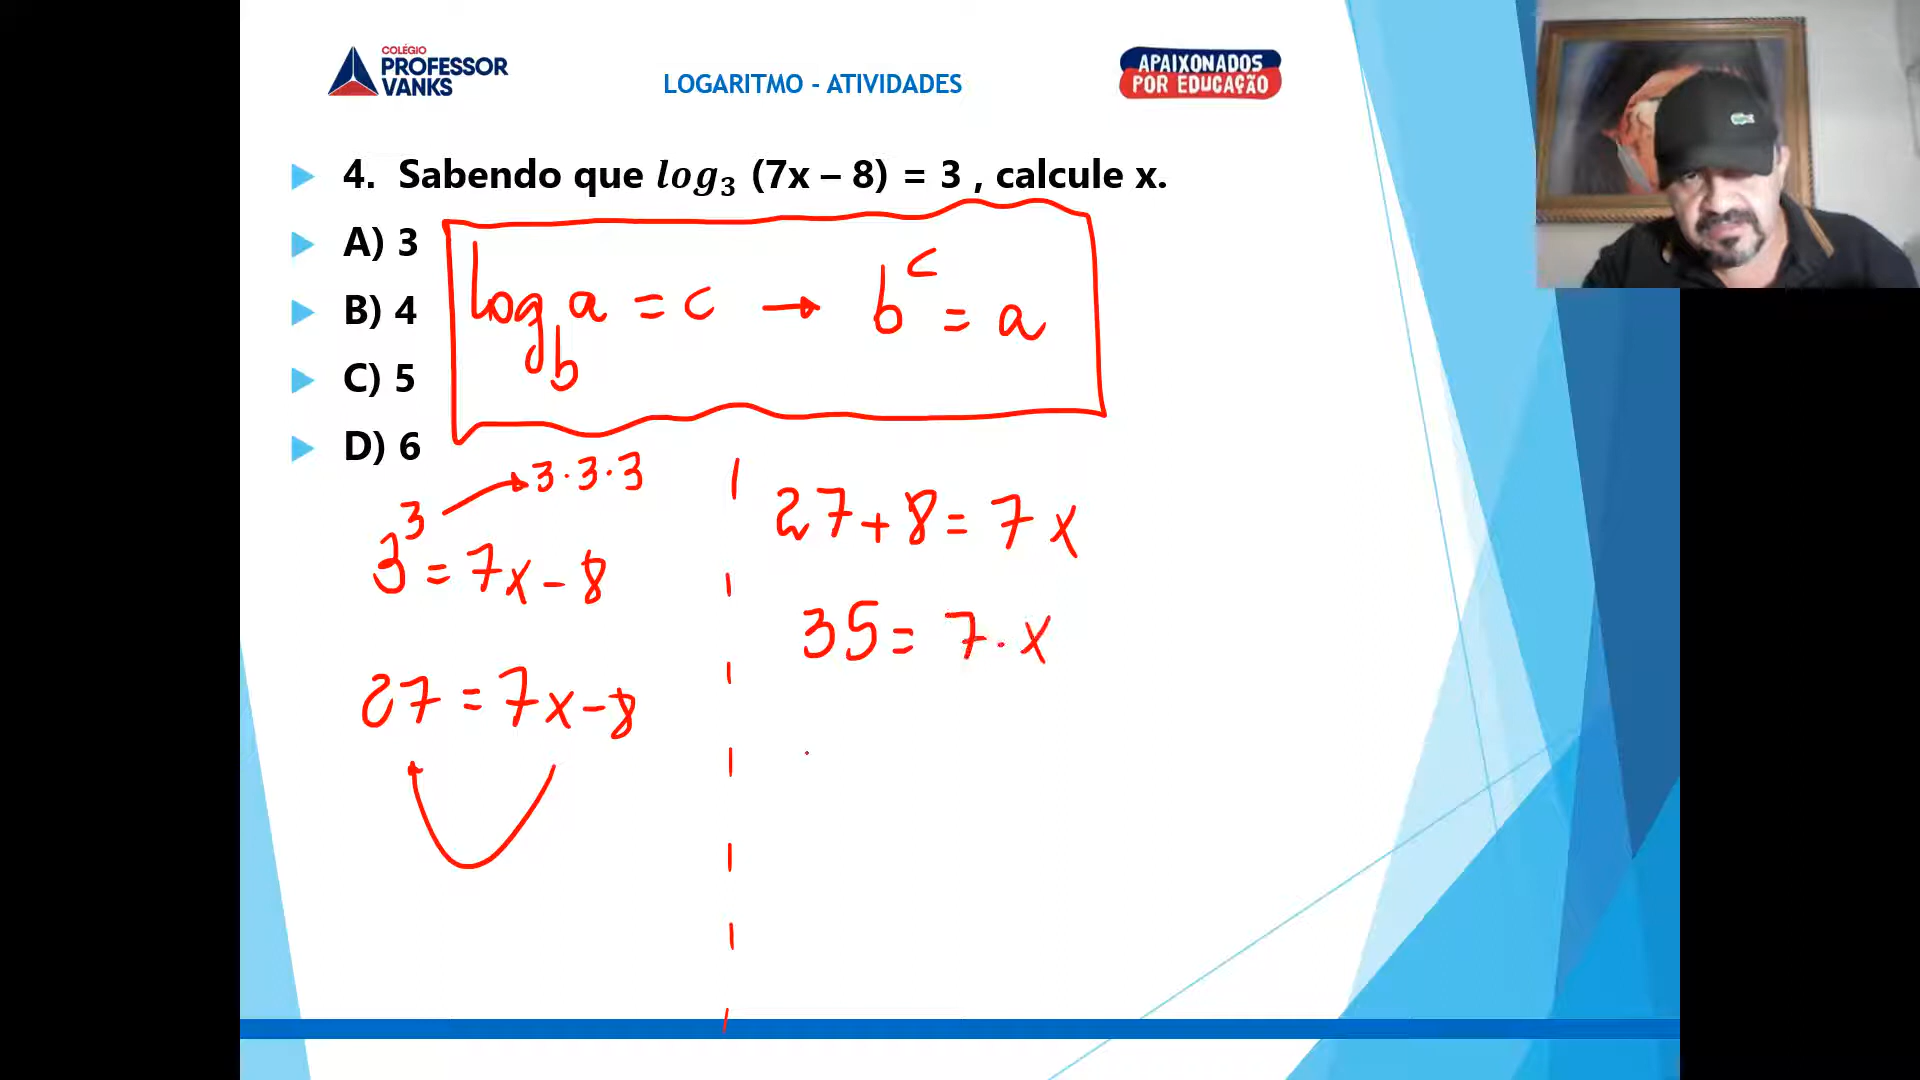 COLÉGIO
PROFESSOR
VANKS
LOGARITMO - ATIVIDADES
APAIXONADOS
POR EDUCAÇÃO
4. Sabendo que log₃ (7x – 8) = 3 , calcule x.
A) 3
B) 4
C) 5
D) 6
log_b a = c → b^c = a
3·3·3
3³ = 7x - 8
27 = 7x - 8
27 + 8 = 7x
35 = 7·x